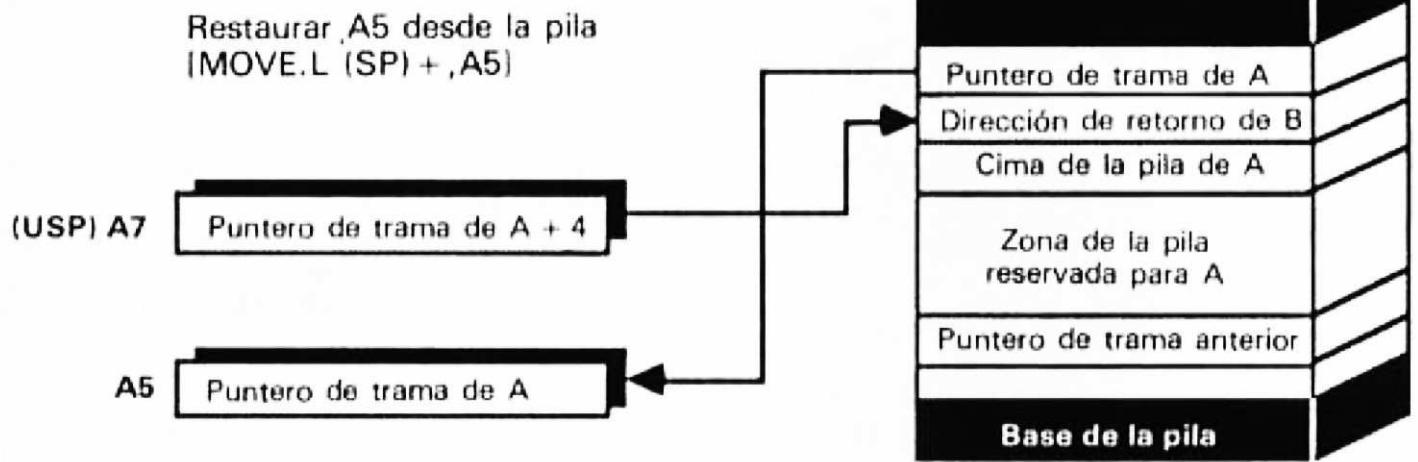 Restaurar A5 desde la pila
[MOVE.L (SP) + ,A5]
Puntero de trama de A
Dirección de retorno de B
Cima de la pila de A
(USP) A7
Puntero de trama de A + 4
Zona de la pila
reservada para A
Puntero de trama anterior
A5
Puntero de trama de A
Base de la pila